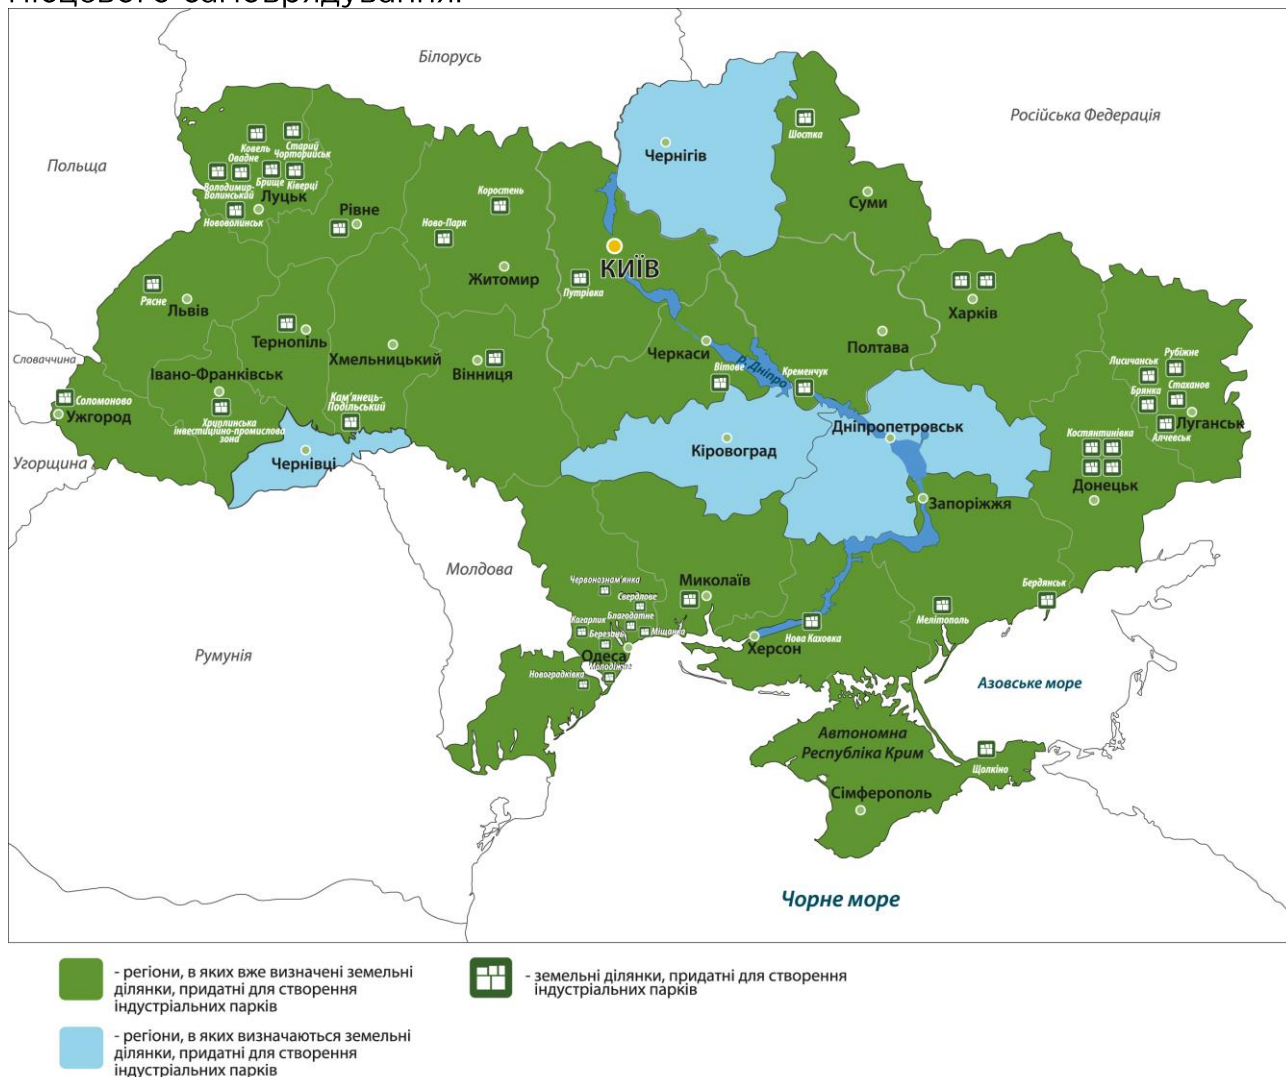 місцевого самоврядування.
Білорусь
Російська Федерація
Польща
Шостка
Чернігів
Ковель
Старий
Чорторийськ
Овадне
Володимир-
Волинський
Брище
Ківерці
Луцьк
Нововолинськ
Рівне
Коростень
Ново-Парк
Суми
КИЇВ
Житомир
Путрівка
Рясне
Львів
Харків
Словаччина
Тернопіль
Хмельницький
Вінниця
Черкаси
Полтава
р. Дніпро
Вітове
Кременчук
Лисичанськ
Рубіжне
Брянка
Стаханов
Луганськ
Алчевськ
Івано-Франківськ
Соломоново
Ужгород
Хриплинська
інвестиційно-промислова
зона
Кам'янець-
Подільський
Угорщина
Чернівці
Кіровоград
Дніпропетровськ
Костянтинівка
Донецьк
Запоріжжя
Молдова
Червонознам'янка
Свердлове
Миколаїв
Бердянськ
Кагарлик
Благодатне
Березань
Міщанка
Мелітополь
Нова Каховка
Херсон
Одеса
Молодіжне
Новоградківка
Румунія
Азовське море
Автономна
Республіка Крим
Щолкіно
Сімферополь
Чорне море
- регіони, в яких вже визначені земельні
ділянки, придатні для створення
індустріальних парків
- земельні ділянки, придатні для створення
індустріальних парків
- регіони, в яких визначаються земельні
ділянки, придатні для створення
індустріальних парків